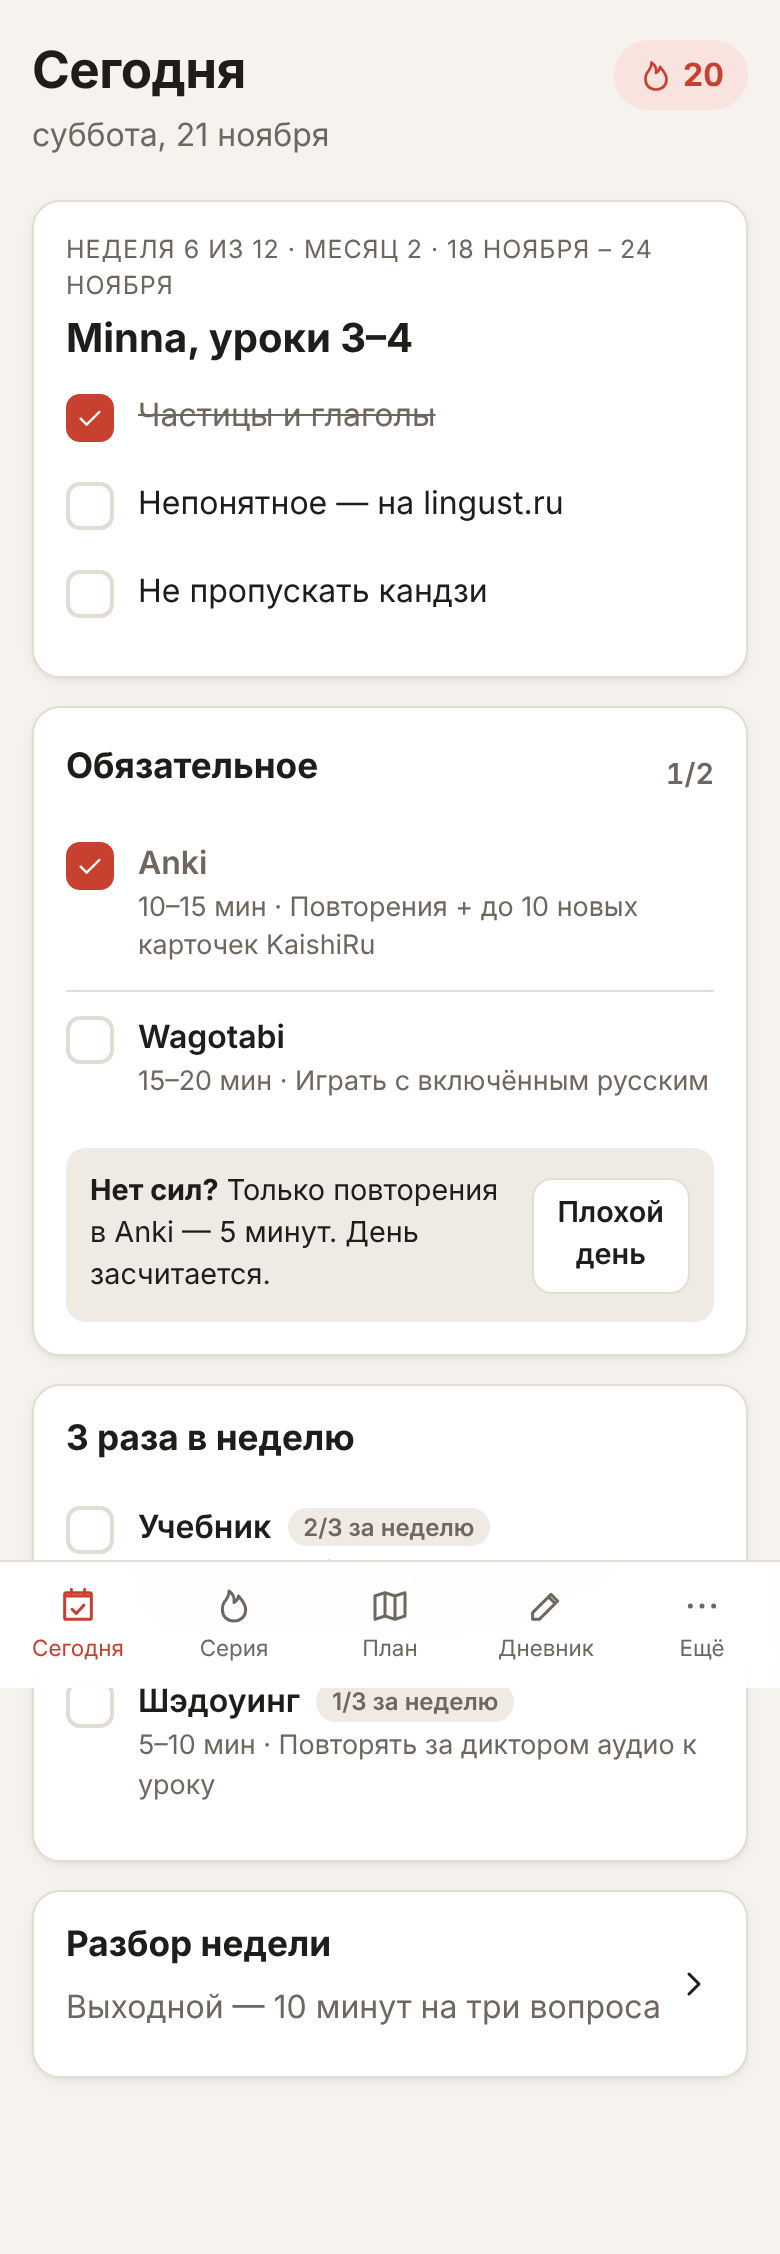 Сегодня
20
суббота, 21 ноября
НЕДЕЛЯ 6 ИЗ 12 · МЕСЯЦ 2 · 18 НОЯБРЯ – 24
НОЯБРЯ
Minna, уроки 3–4
Частицы и глаголы
Непонятное — на lingust.ru
Не пропускать кандзи
Обязательное
1/2
Anki
10–15 мин · Повторения + до 10 новых
карточек KaishiRu
Wagotabi
15–20 мин · Играть с включённым русским
Нет сил? Только повторения
в Anki — 5 минут. День
засчитается.
Плохой
день
3 раза в неделю
Учебник 2/3 за неделю
Сегодня
Серия
План
Дневник
Ещё
Шэдоуинг 1/3 за неделю
5–10 мин · Повторять за диктором аудио к
уроку
Разбор недели
Выходной — 10 минут на три вопроса